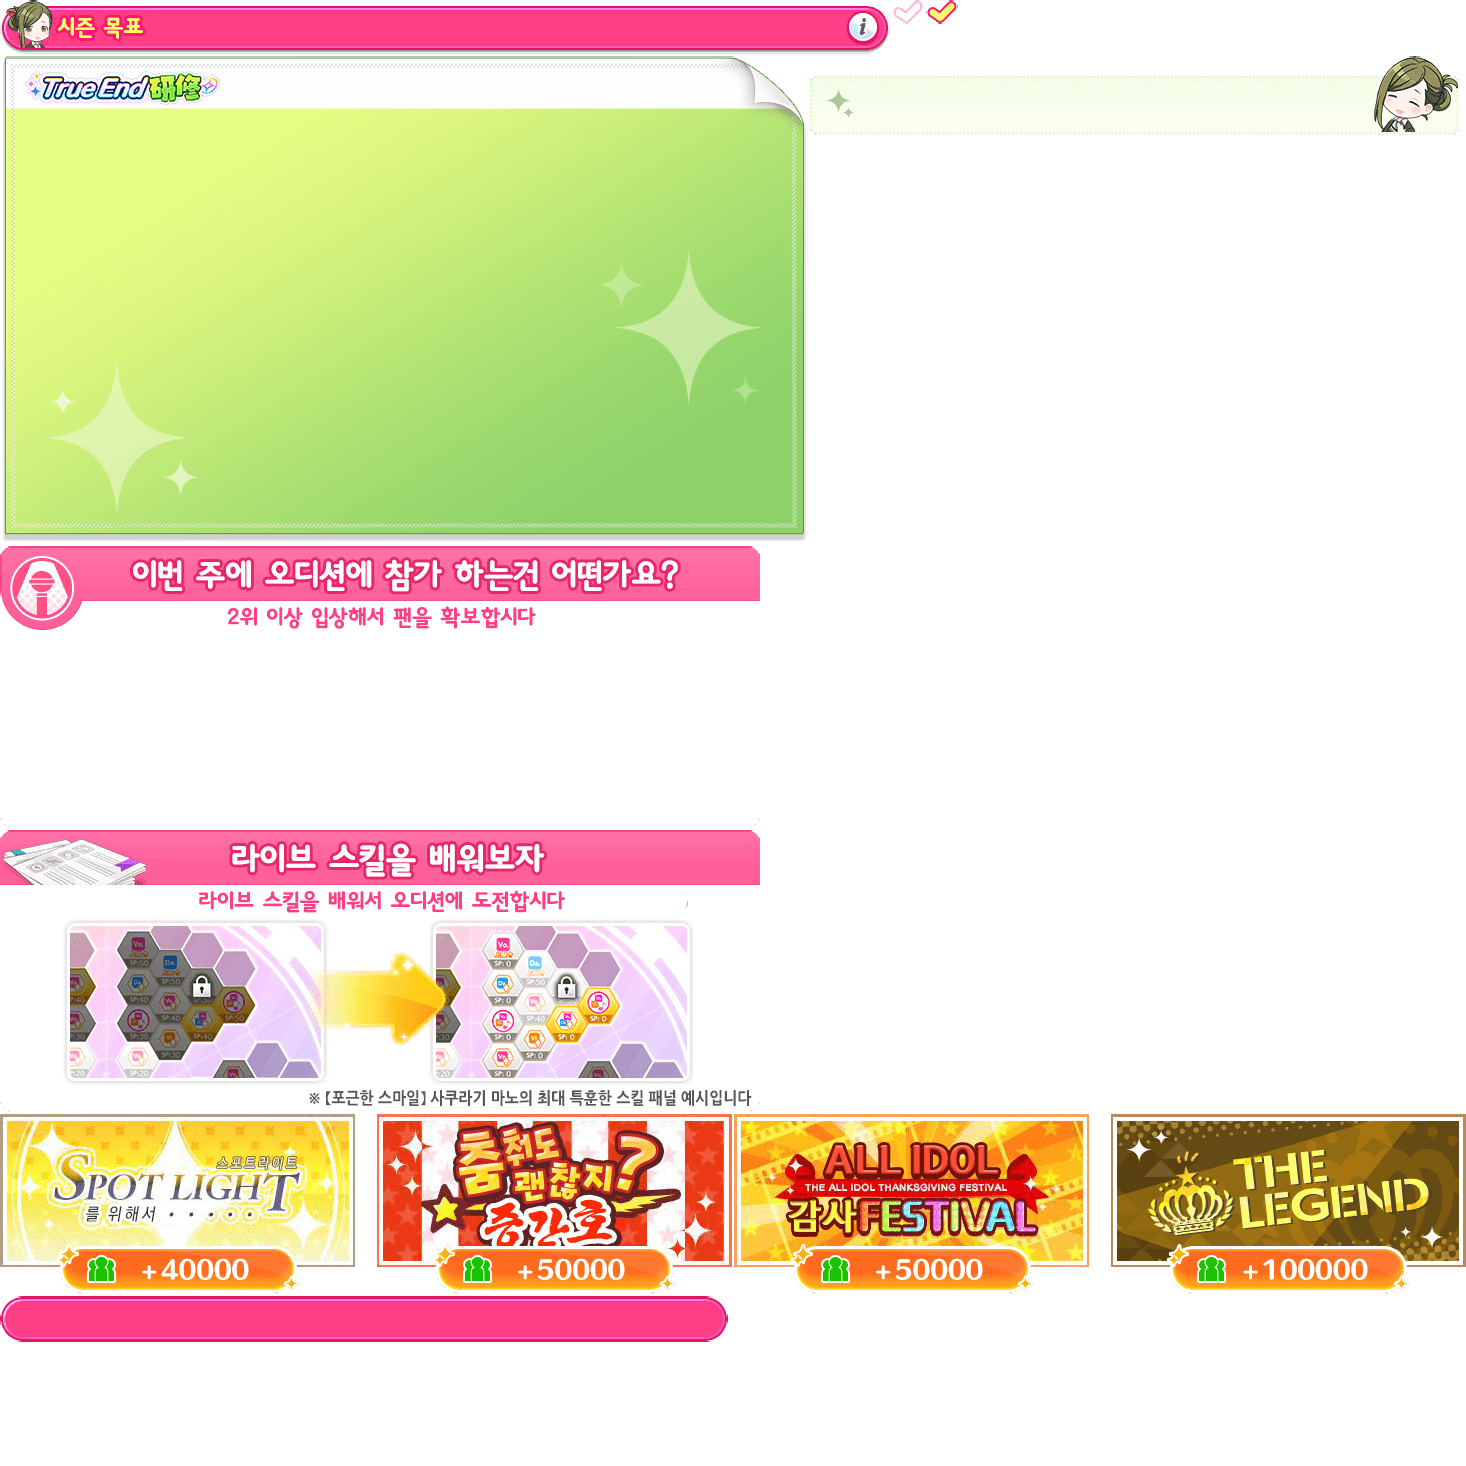 시즌 목표
i
True End 研修
이번 주에 오디션에 참가 하는건 어떤가요?
2위 이상 입상해서 팬을 확보합시다
라이브 스킬을 배워보자
라이브 스킬을 배워서 오디션에 도전합시다
Vo.
SP:50
Da.
SP:50
SP:40
SP:40
SP:50
SP:30
SP:40
SP:40
SP:30
SP:20
Vo.
SP: 0
Da.
SP:50
SP: 0
SP:40
SP: 0
SP: 0
SP: 0
SP: 0
SP: 0
SP: 0
※【포근한 스마일】사쿠라기 마노의 최대 특훈한 스킬 패널 예시입니다
스포트라이트
SPOT LIGHT
를 위해서 · · · · ·
+40000
춤춰도
괜찮지?
증간호
+50000
ALL IDOL
THE ALL IDOL THANKSGIVING FESTIVAL
감사FESTIVAL
+50000
THE
LEGEND
+100000